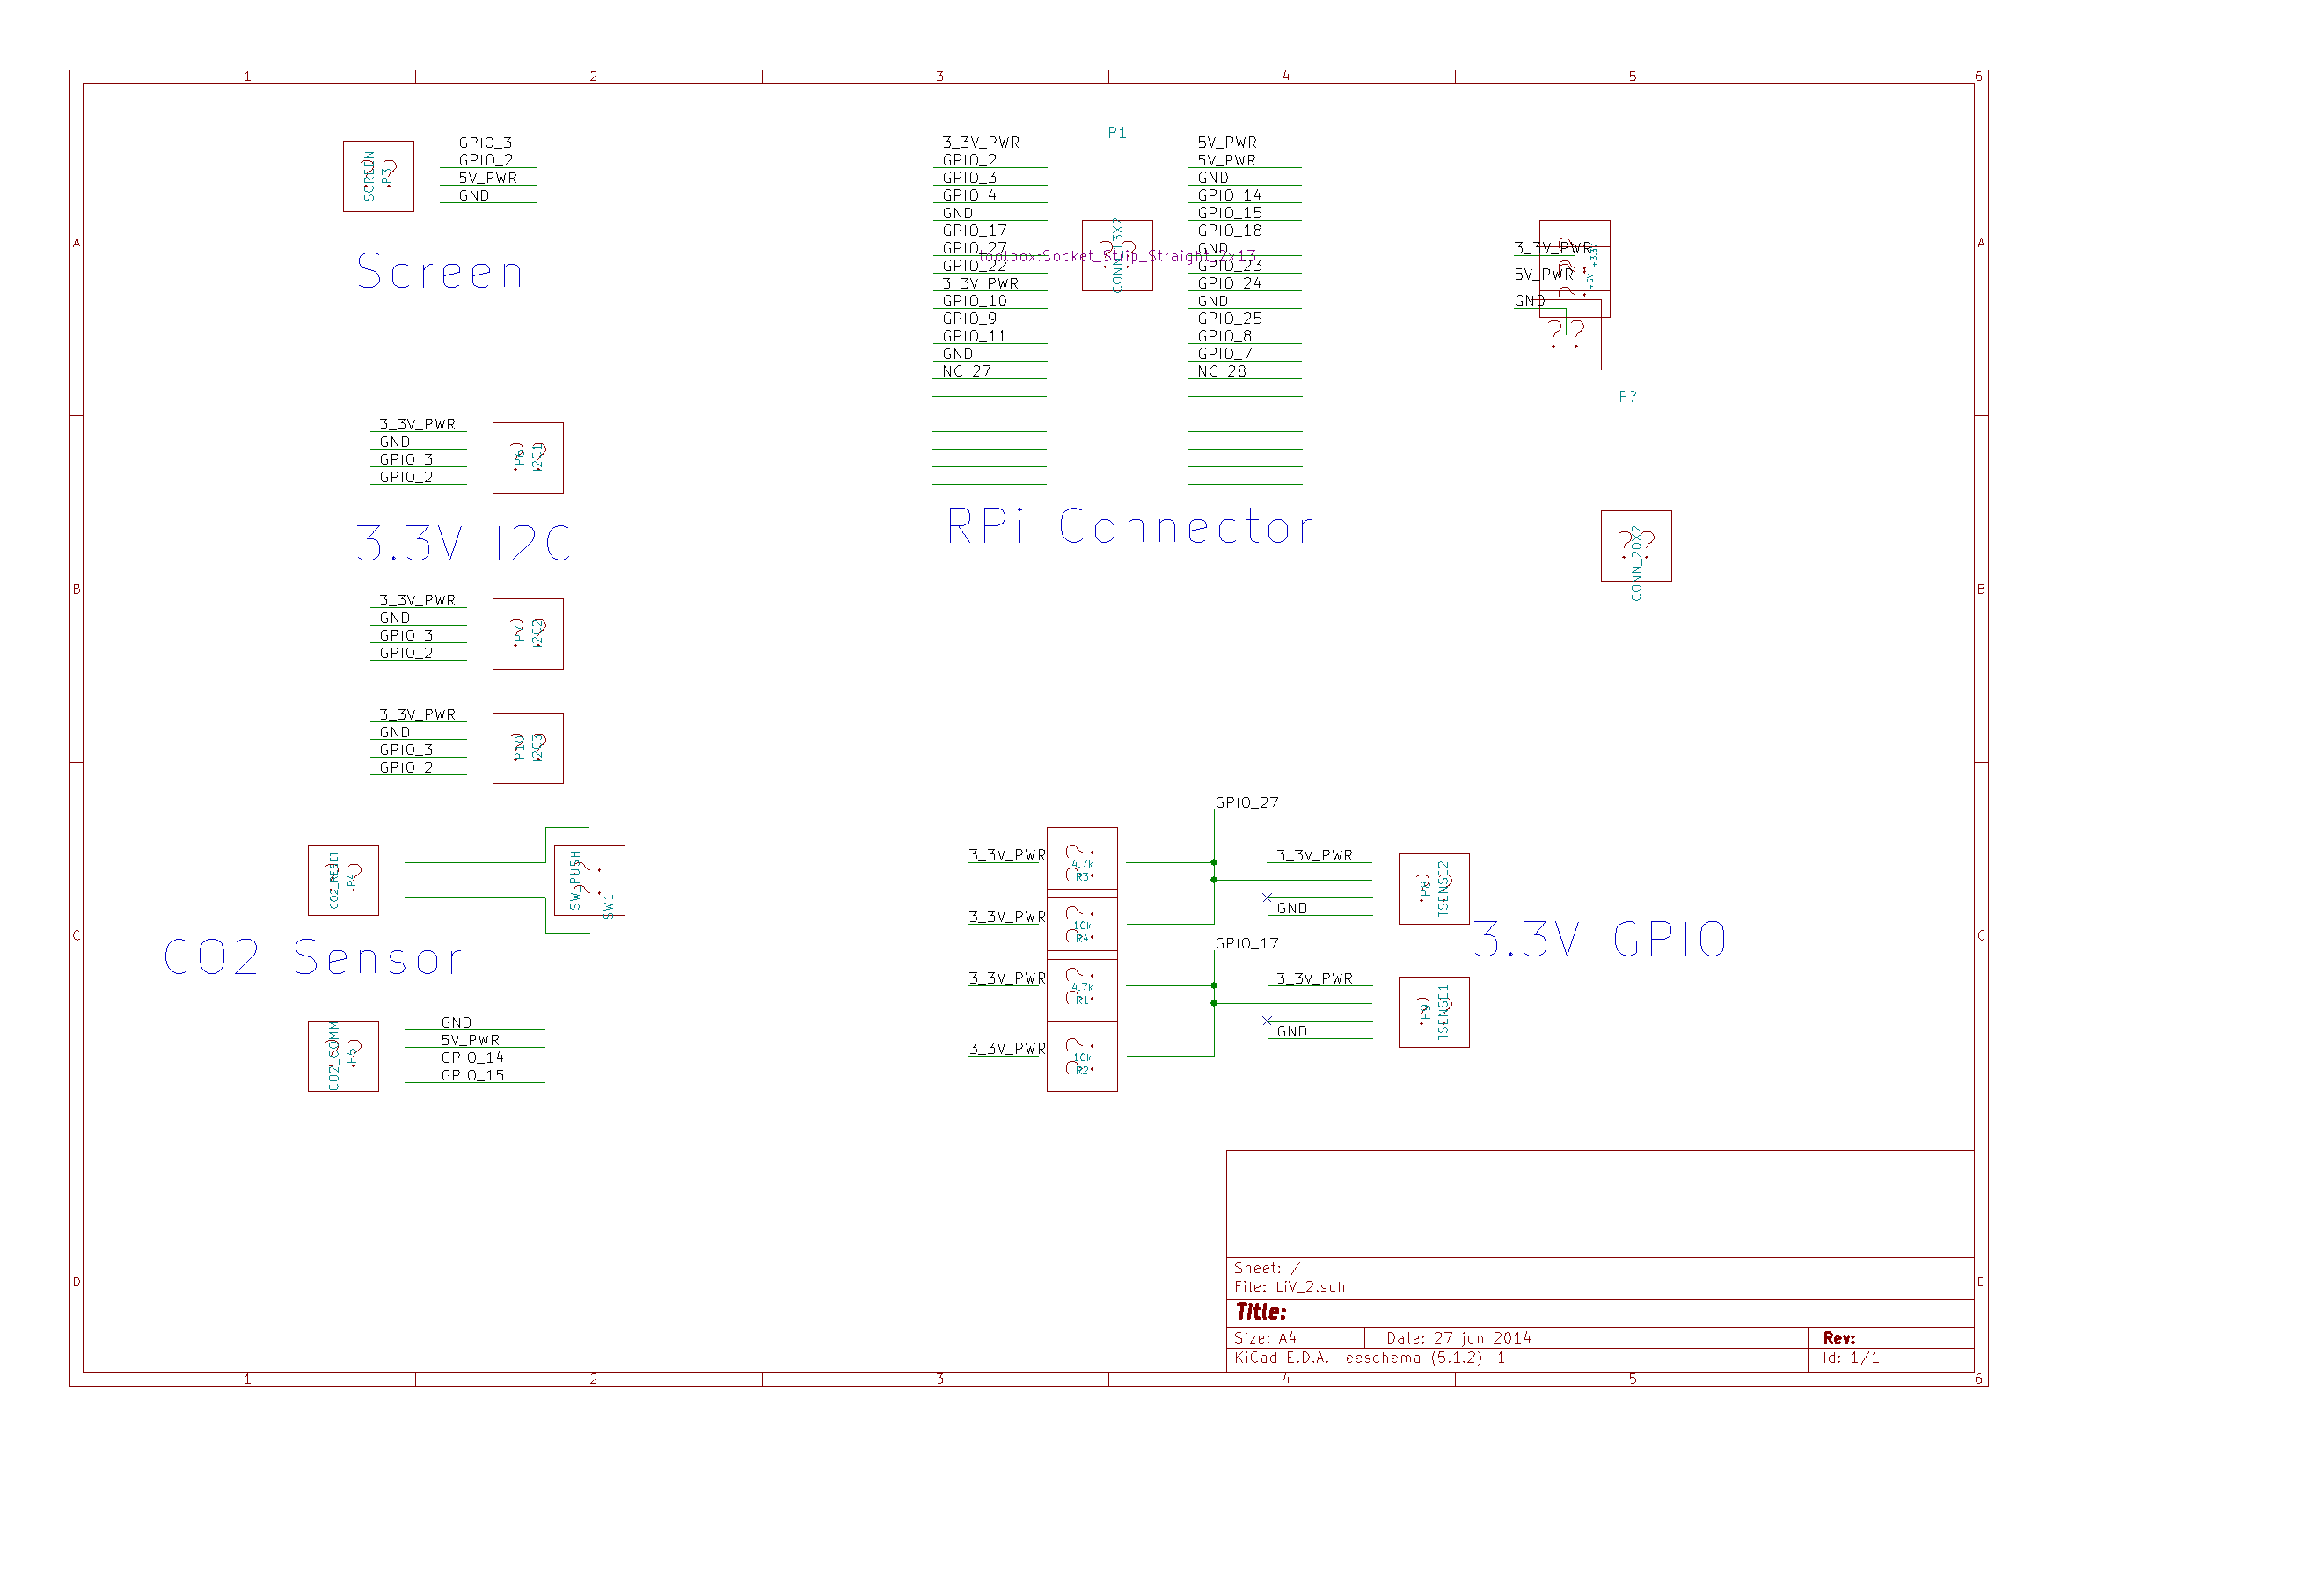 1 2 3 4 5 6
A
B
C
D
GPIO_3
GPIO_2
5V_PWR
GND
SCREEN
P3
??
Screen
3_3V_PWR
GND
GPIO_3
GPIO_2
P6
I2C1
??
3.3V I2C
3_3V_PWR
GND
GPIO_3
GPIO_2
P7
I2C2
??
3_3V_PWR
GND
GPIO_3
GPIO_2
P10
I2C3
??
CO2_RESET
P4
??
SW_PUSH
SW1
??
CO2 Sensor
CO2_COMM
P5
??
GND
5V_PWR
GPIO_14
GPIO_15
P1
3_3V_PWR
GPIO_2
GPIO_3
GPIO_4
GND
GPIO_17
GPIO_27
GPIO_22
3_3V_PWR
GPIO_10
GPIO_9
GPIO_11
GND
NC_27
CONN_13X2
??
toolbox:Socket_Strip_Straight_2x13
5V_PWR
5V_PWR
GND
GPIO_14
GPIO_15
GPIO_18
GND
GPIO_23
GPIO_24
GND
GPIO_25
GPIO_8
GPIO_7
NC_28
RPi Connector
3_3V_PWR
5V_PWR
GND
+3.3V
+5V
??
P?
CONN_20X2
??
GPIO_27
3_3V_PWR
4.7k
R3
??
3_3V_PWR
10k
R4
??
3_3V_PWR
GND
P8
TSENSE2
??
GPIO_17
3_3V_PWR
4.7k
R1
??
3_3V_PWR
10k
R2
??
3_3V_PWR
GND
P9
TSENSE1
??
3.3V GPIO
Sheet: /
File: LiV_2.sch
Title:
Size: A4
Date: 27 jun 2014
Rev:
KiCad E.D.A. eeschema (5.1.2)-1
Id: 1/1
A
B
C
D
1 2 3 4 5 6